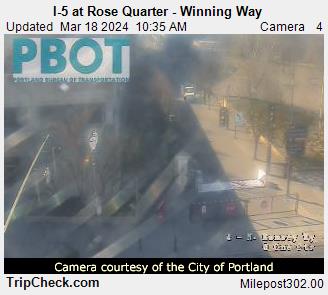 I-5 at Rose Quarter - Winning Way
Updated Mar 18 2024 10:35 AM Camera 4
PBOT
PORTLAND BUREAU OF TRANSPORTATION
Camera courtesy of the City of Portland
TripCheck.com Milepost302.00